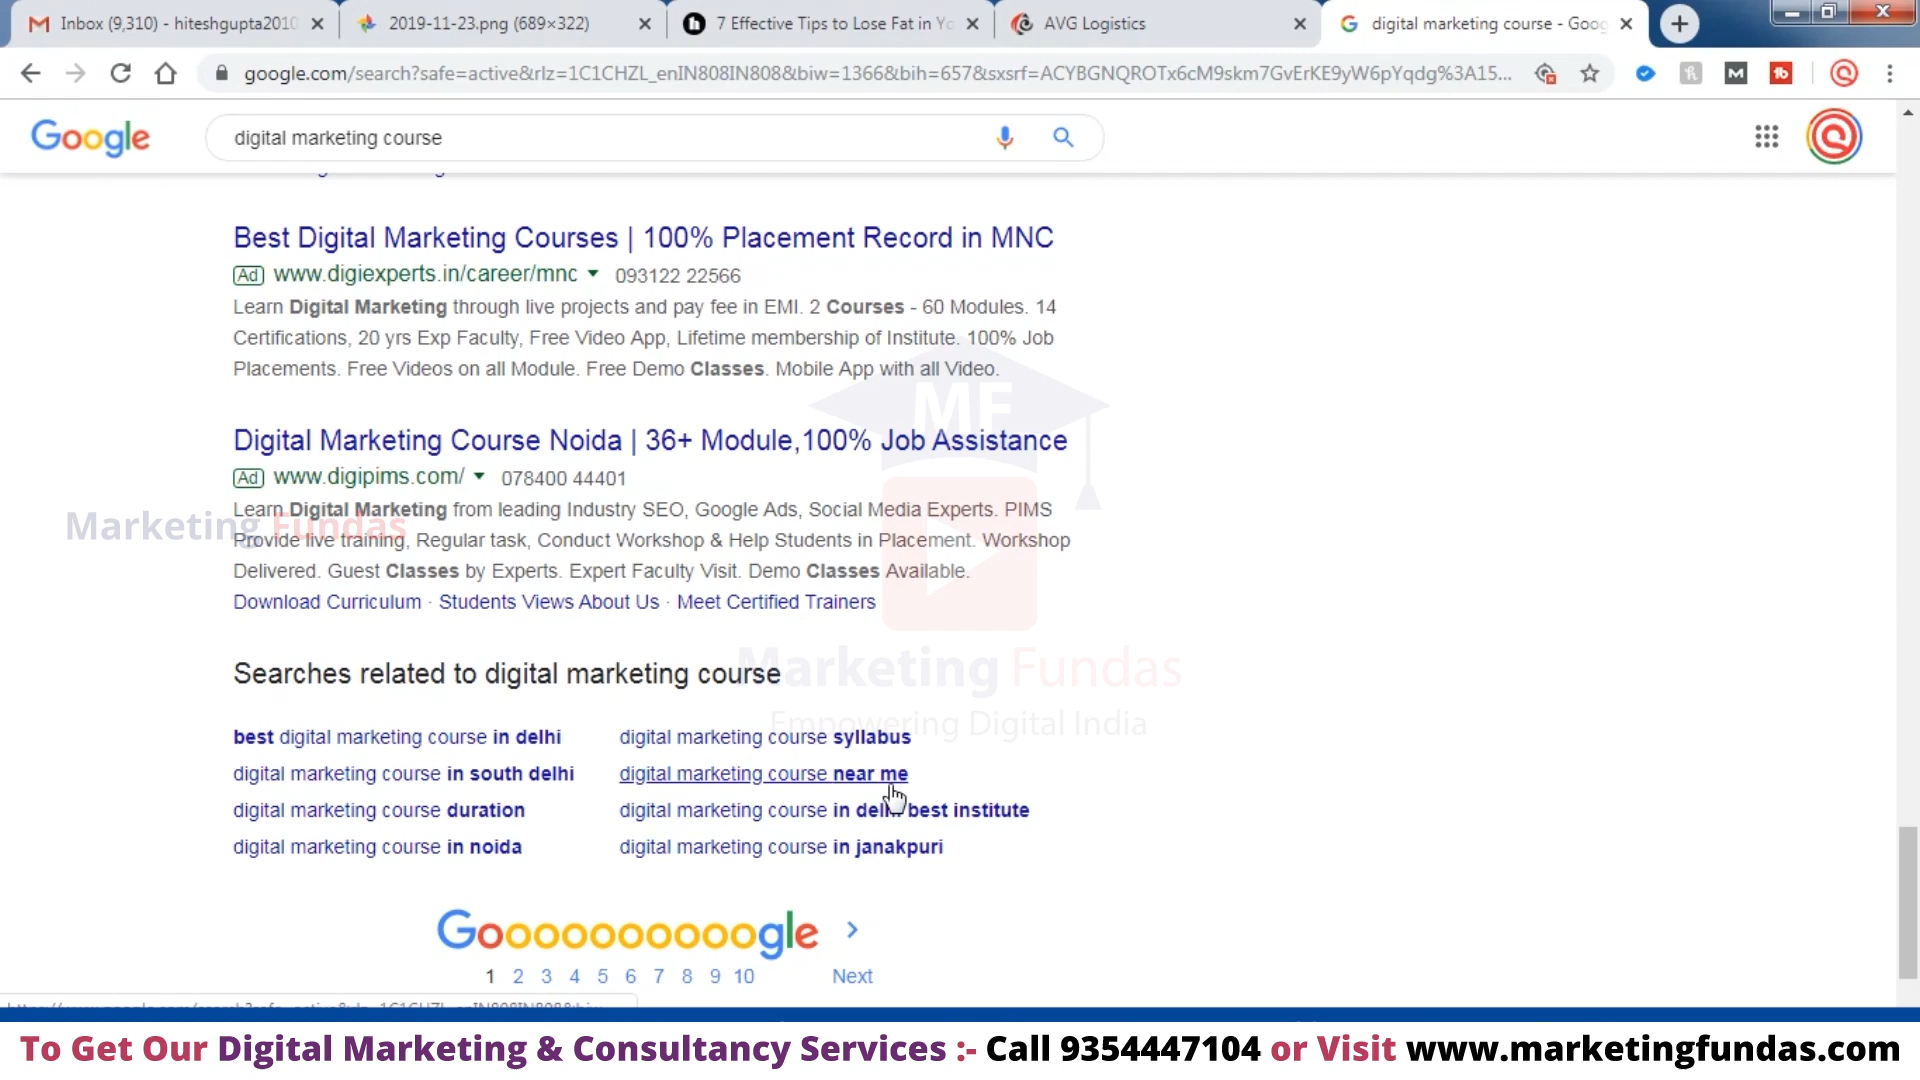 Inbox (9,310) - hiteshgupta2010
2019-11-23.png (689×322)
7 Effective Tips to Lose Fat in Yo
AVG Logistics
digital marketing course - Goog
google.com/search?safe=active&rlz=1C1CHZL_enIN808IN808&biw=1366&bih=657&sxsrf=ACYBGNQROTx6cM9skm7GvErKE9yW6pYqdg%3A15...
Google
digital marketing course
Best Digital Marketing Courses | 100% Placement Record in MNC
Ad www.digiexperts.in/career/mnc 093122 22566
Learn Digital Marketing through live projects and pay fee in EMI. 2 Courses - 60 Modules. 14
Certifications, 20 yrs Exp Faculty, Free Video App, Lifetime membership of Institute. 100% Job
Placements. Free Videos on all Module. Free Demo Classes. Mobile App with all Video.
MF
Digital Marketing Course Noida | 36+ Module,100% Job Assistance
Ad www.digipims.com/ 078400 44401
Learn Digital Marketing from leading Industry SEO, Google Ads, Social Media Experts. PIMS
Marketing Fundas
Provide live training, Regular task, Conduct Workshop & Help Students in Placement. Workshop
Delivered. Guest Classes by Experts. Expert Faculty Visit. Demo Classes Available.
Download Curriculum · Students Views About Us · Meet Certified Trainers
Searches related to digital marketing course
Marketing Fundas
Empowering Digital India
best digital marketing course in delhi
digital marketing course syllabus
digital marketing course in south delhi
digital marketing course near me
digital marketing course duration
digital marketing course in delhi best institute
digital marketing course in noida
digital marketing course in janakpuri
Goooooooooogle
1 2 3 4 5 6 7 8 9 10 Next
To Get Our Digital Marketing & Consultancy Services :- Call 9354447104 or Visit www.marketingfundas.com